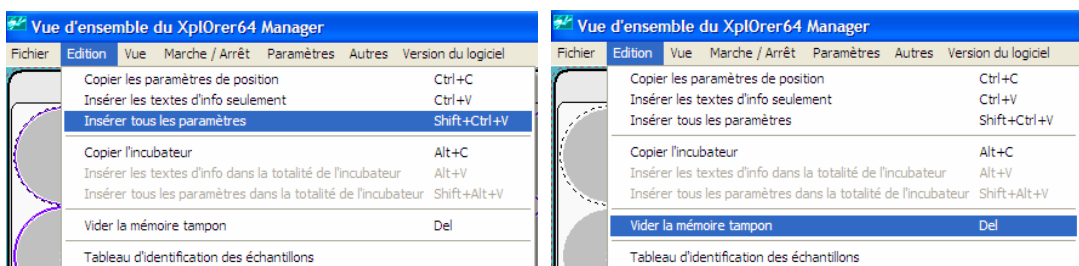 Vue d'ensemble du Xpl0rer64 Manager
Fichier Edition Vue Marche / Arrêt Paramètres Autres Version du logiciel
Copier les paramètres de position Ctrl+C
Insérer les textes d'info seulement Ctrl+V
Insérer tous les paramètres Shift+Ctrl+V
Copier l'incubateur Alt+C
Insérer les textes d'info dans la totalité de l'incubateur Alt+V
Insérer tous les paramètres dans la totalité de l'incubateur Shift+Alt+V
Vider la mémoire tampon Del
Tableau d'identification des échantillons
Vue d'ensemble du Xpl0rer64 Manager
Fichier Edition Vue Marche / Arrêt Paramètres Autres Version du logiciel
Copier les paramètres de position Ctrl+C
Insérer les textes d'info seulement Ctrl+V
Insérer tous les paramètres Shift+Ctrl+V
Copier l'incubateur Alt+C
Insérer les textes d'info dans la totalité de l'incubateur Alt+V
Insérer tous les paramètres dans la totalité de l'incubateur Shift+Alt+V
Vider la mémoire tampon Del
Tableau d'identification des échantillons